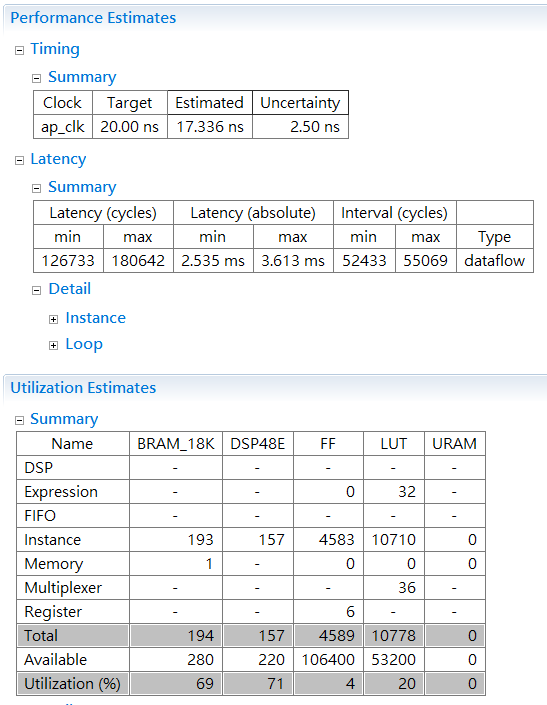 Performance Estimates
Timing
Summary
Clock Target Estimated Uncertainty
ap_clk 20.00 ns 17.336 ns 2.50 ns
Latency
Summary
Latency (cycles) Latency (absolute) Interval (cycles)
min max min max min max Type
126733 180642 2.535 ms 3.613 ms 52433 55069 dataflow
Detail
Instance
Loop
Utilization Estimates
Summary
Name BRAM_18K DSP48E FF LUT URAM
DSP - - - - -
Expression - - 0 32 -
FIFO - - - - -
Instance 193 157 4583 10710 0
Memory 1 - 0 0 0
Multiplexer - - - 36 -
Register - - 6 - -
Total 194 157 4589 10778 0
Available 280 220 106400 53200 0
Utilization (%) 69 71 4 20 0